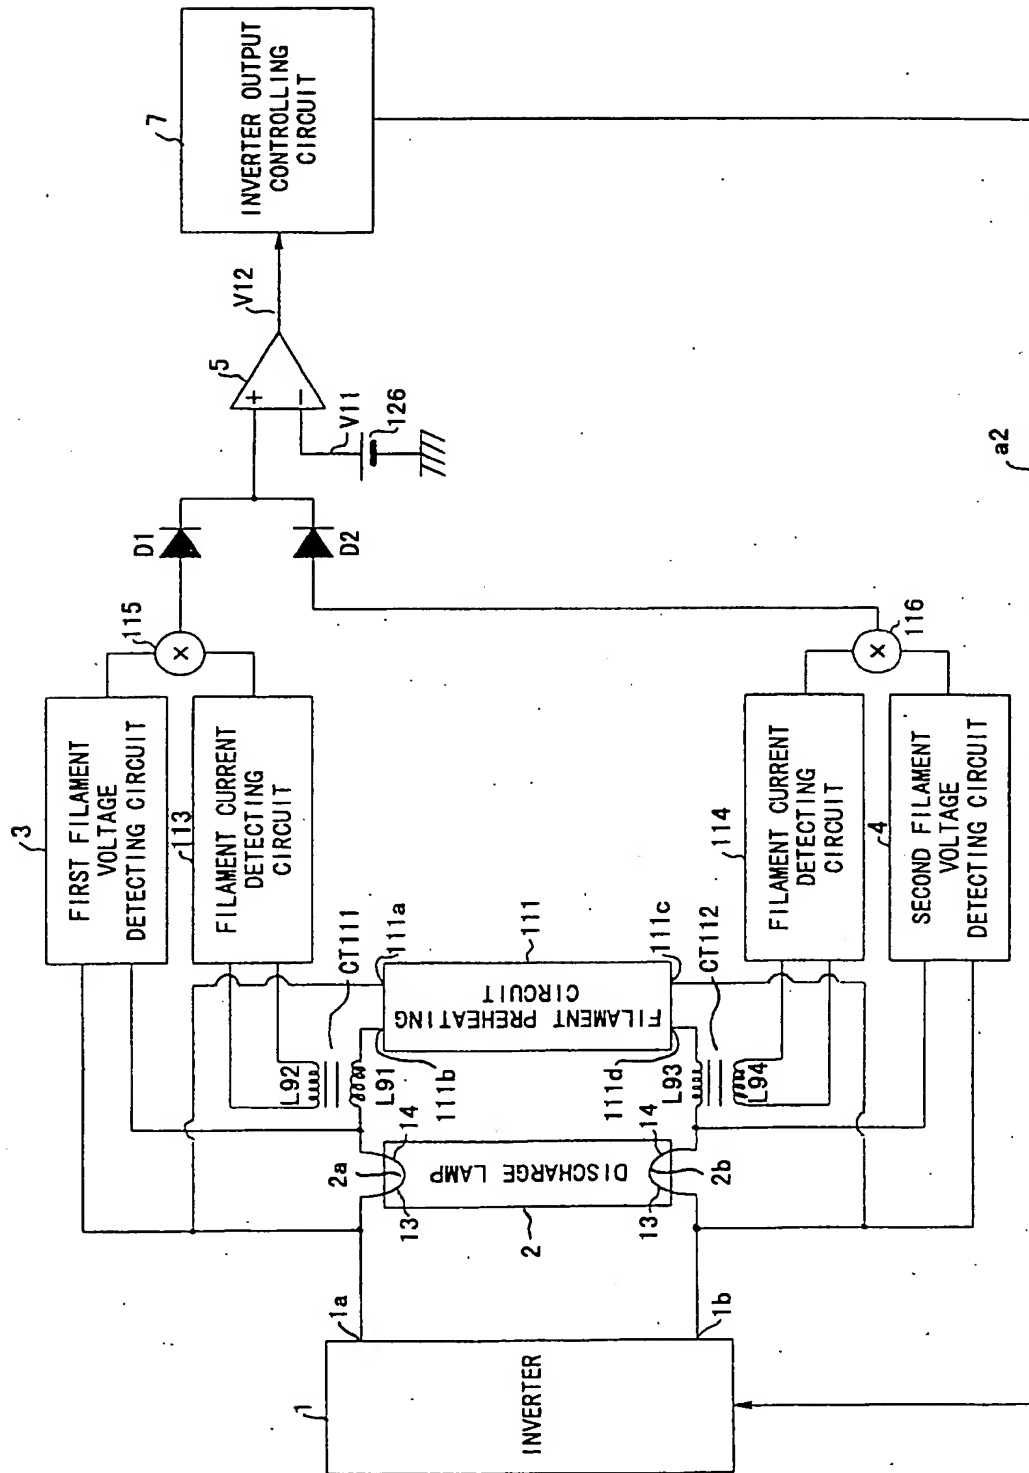 7
INVERTER OUTPUT
CONTROLLING
CIRCUIT
V12
5
+
−
V11
126
a2
D1
D2
115
×
116
×
3
FIRST FILAMENT
VOLTAGE
DETECTING CIRCUIT
113
FILAMENT CURRENT
DETECTING
CIRCUIT
114
FILAMENT CURRENT
DETECTING
CIRCUIT
4
SECOND FILAMENT
VOLTAGE
DETECTING CIRCUIT
CT111
111a
111
111c
CT112
FILAMENT PREHEATING
CIRCUIT
L92
L91
111b
111d
L93
L94
14
2a
13
DISCHARGE LAMP
14
2b
13
2
1a
1b
1
INVERTER